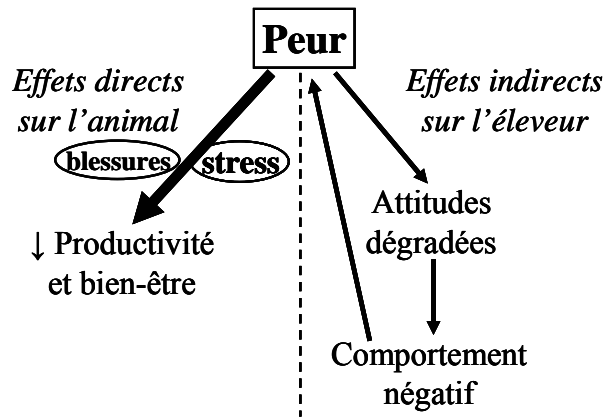 Peur
Effets directs
sur l’animal
blessures
stress
↓ Productivité
et bien-être
Effets indirects
sur l’éleveur
Attitudes
dégradées
Comportement
négatif